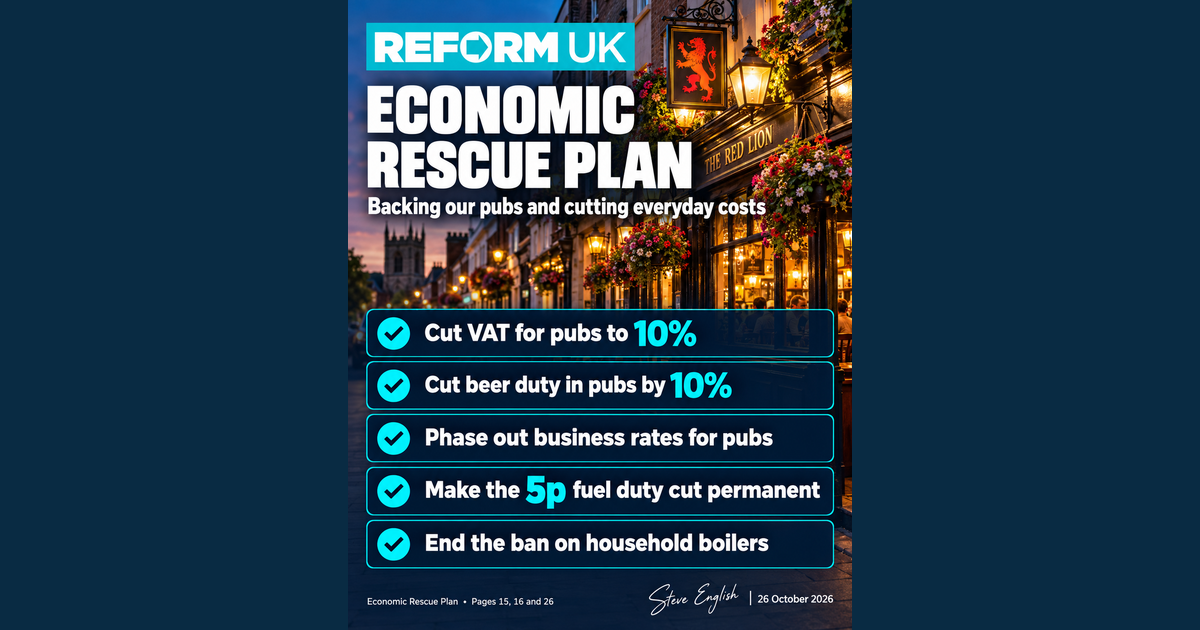 REFORM UK
ECONOMIC
RESCUE PLAN
Backing our pubs and cutting everyday costs
THE RED LION
Cut VAT for pubs to 10%
Cut beer duty in pubs by 10%
Phase out business rates for pubs
Make the 5p fuel duty cut permanent
End the ban on household boilers
Economic Rescue Plan • Pages 15, 16 and 26
Steve English | 26 October 2026